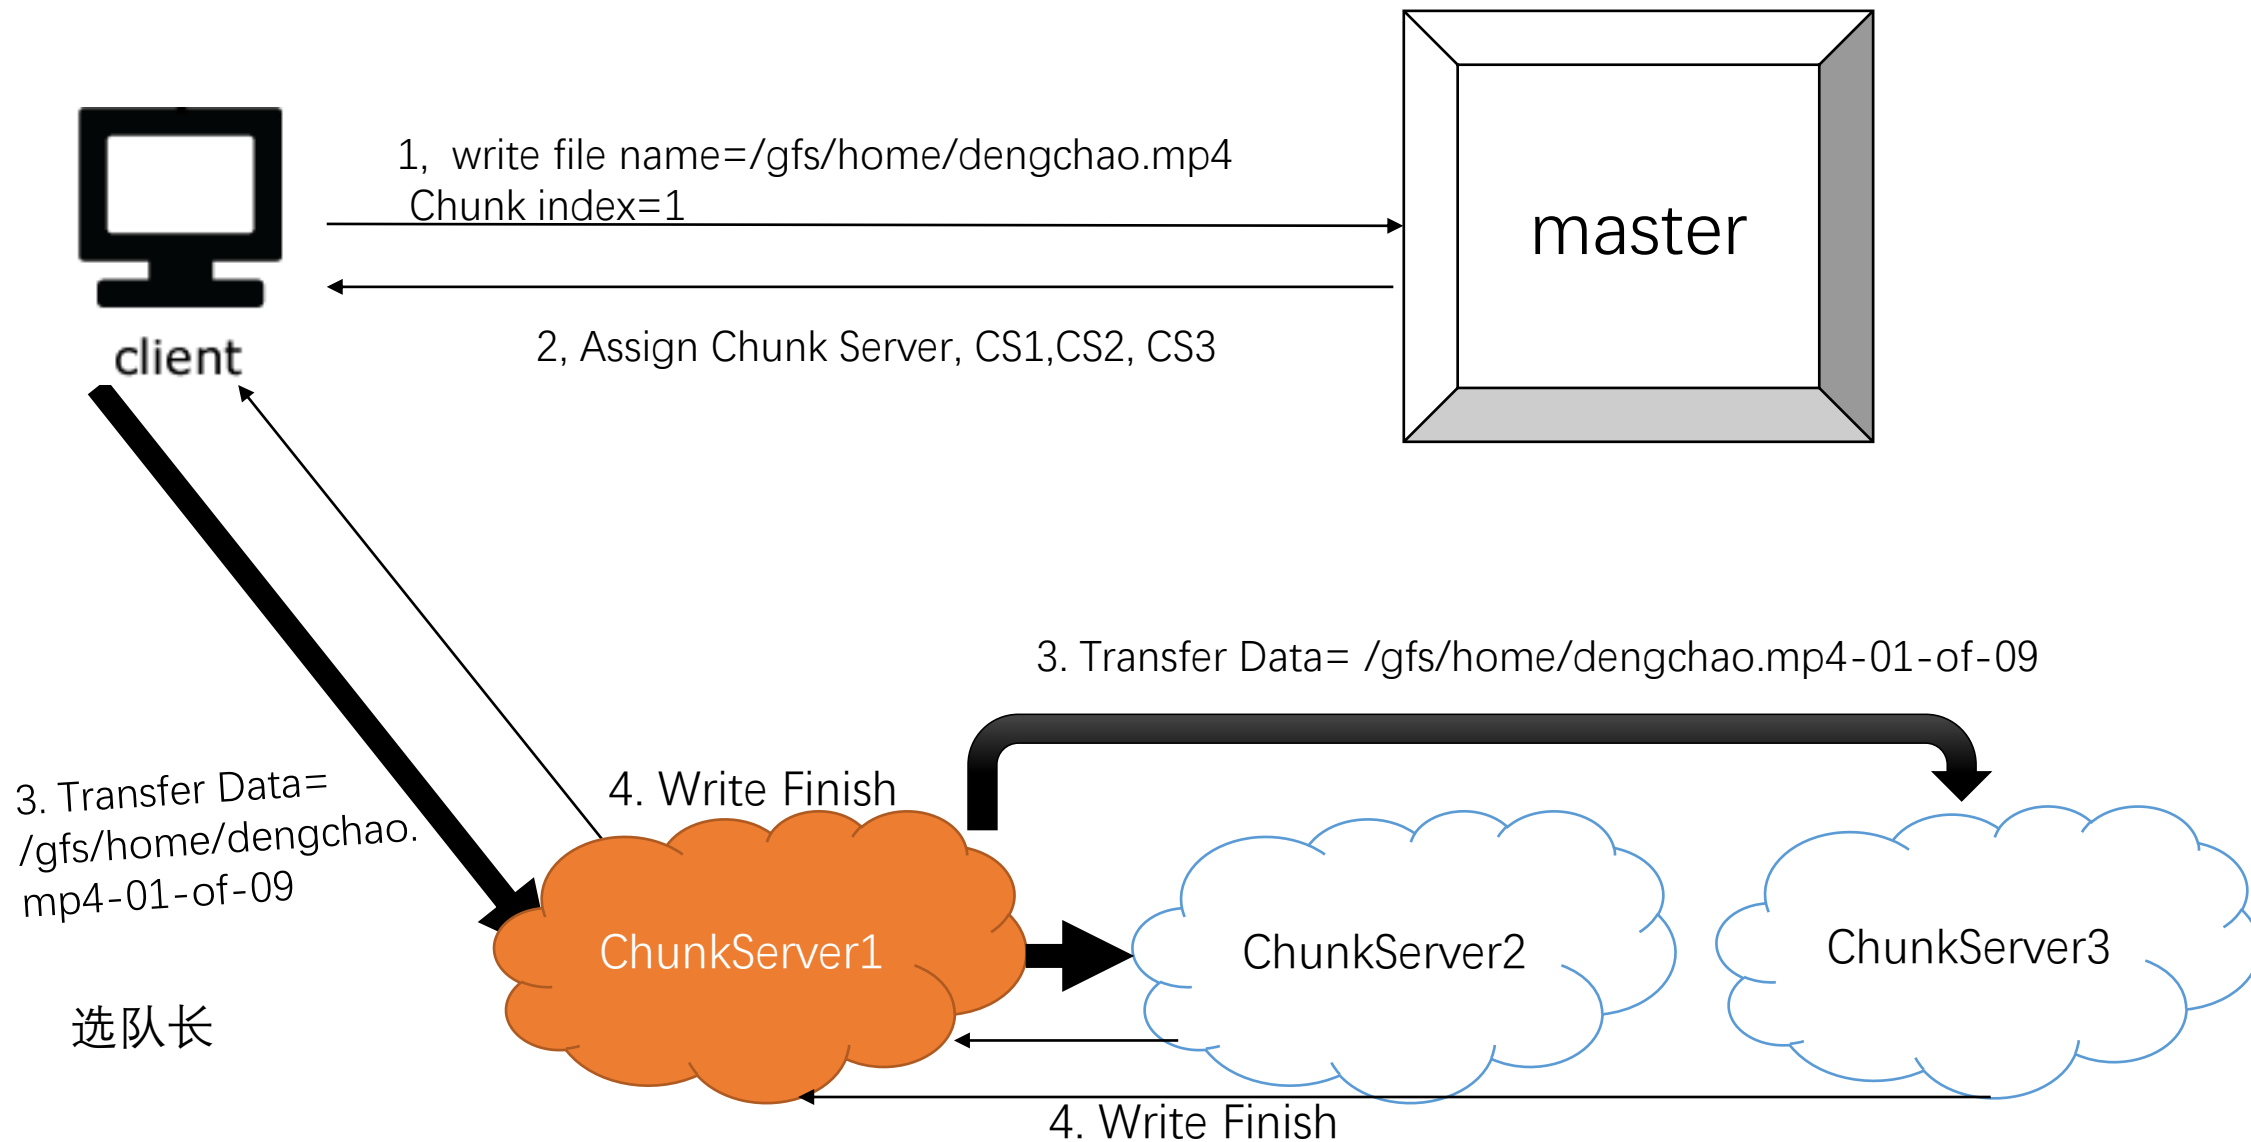 1,  write file name=/gfs/home/dengchao.mp4
Chunk index=1
master
2, Assign Chunk Server, CS1,CS2, CS3
client
3. Transfer Data= /gfs/home/dengchao.mp4-01-of-09
3. Transfer Data=
/gfs/home/dengchao.
mp4-01-of-09
4. Write Finish
ChunkServer1
ChunkServer2
ChunkServer3
选队长
4. Write Finish